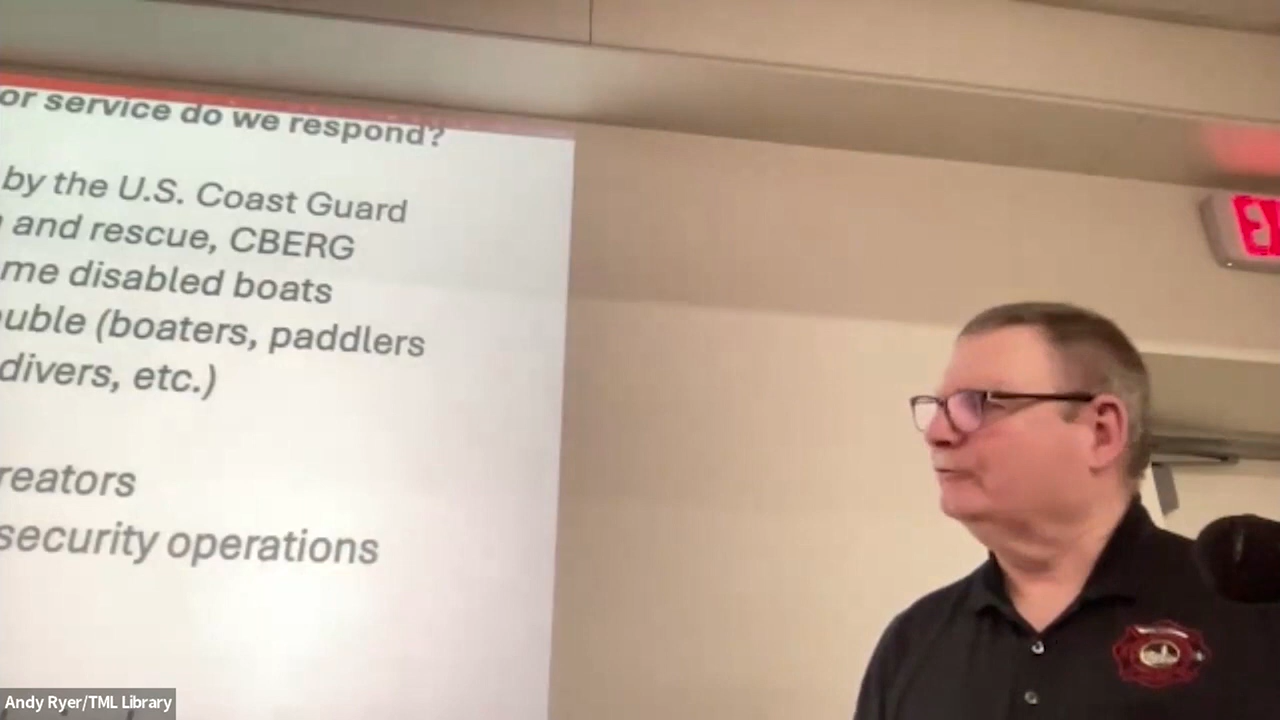 or service do we respond?
by the U.S. Coast Guard
and rescue, CBERG
me disabled boats
uble (boaters, paddlers
divers, etc.)
reators
security operations
Andy Ryer/TML Library